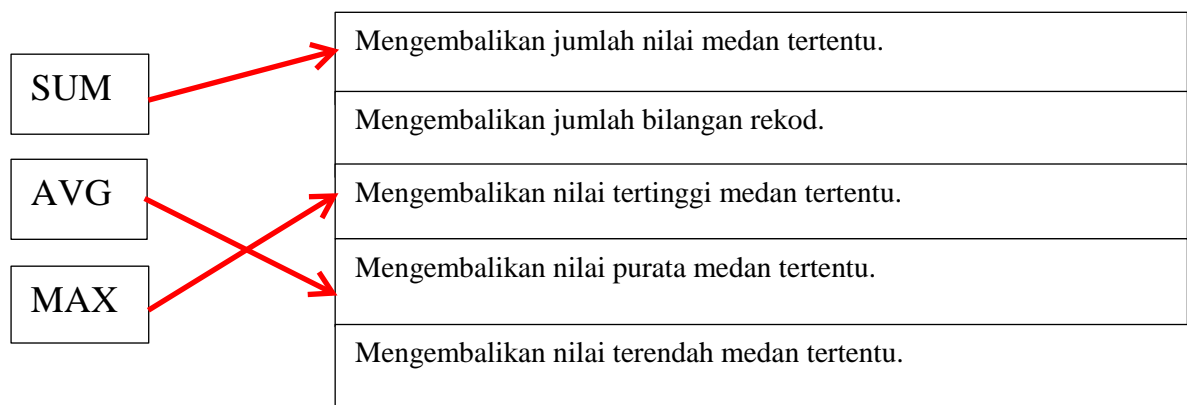 SUM
AVG
MAX
Mengembalikan jumlah nilai medan tertentu.
Mengembalikan jumlah bilangan rekod.
Mengembalikan nilai tertinggi medan tertentu.
Mengembalikan nilai purata medan tertentu.
Mengembalikan nilai terendah medan tertentu.